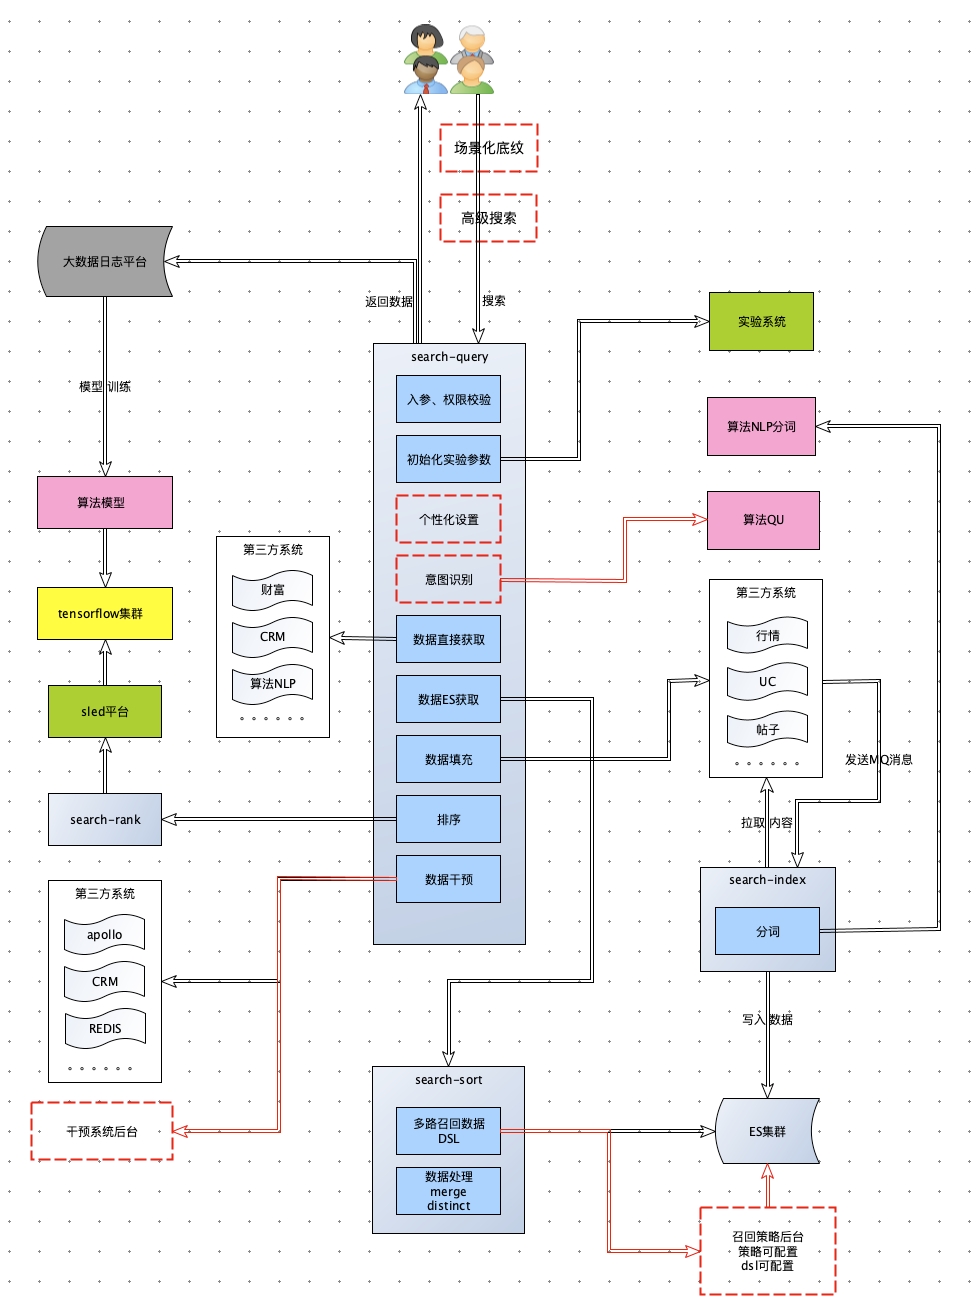 场景化底纹
高级搜索
大数据日志平台
返回数据
搜索
模型 训练
算法模型
tensorflow集群
sled平台
search-rank
第三方系统
财富
CRM
算法NLP
search-query
入参、权限校验
初始化实验参数
个性化设置
意图识别
数据直接获取
数据ES获取
数据填充
排序
数据干预
实验系统
算法NLP分词
算法QU
第三方系统
行情
UC
帖子
发送MQ消息
拉取 内容
search-index
分词
写入 数据
第三方系统
apollo
CRM
REDIS
干预系统后台
search-sort
多路召回数据
DSL
数据处理
merge
distinct
ES集群
召回策略后台
策略可配置
dsl可配置